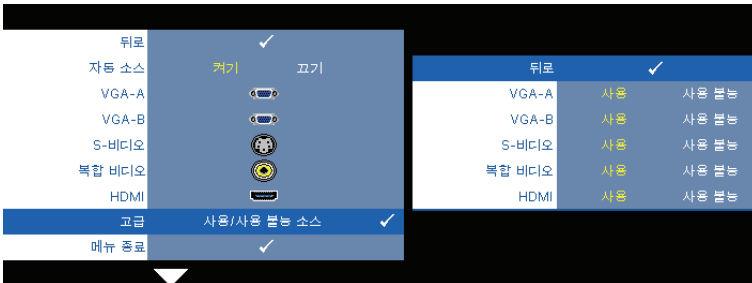 뒤로
자동 소스 켜기 끄기
VGA-A
VGA-B
S-비디오
복합 비디오
HDMI
고급 사용/사용 불능 소스
메뉴 종료
뒤로
VGA-A 사용 사용 불능
VGA-B 사용 사용 불능
S-비디오 사용 사용 불능
복합 비디오 사용 사용 불능
HDMI 사용 사용 불능